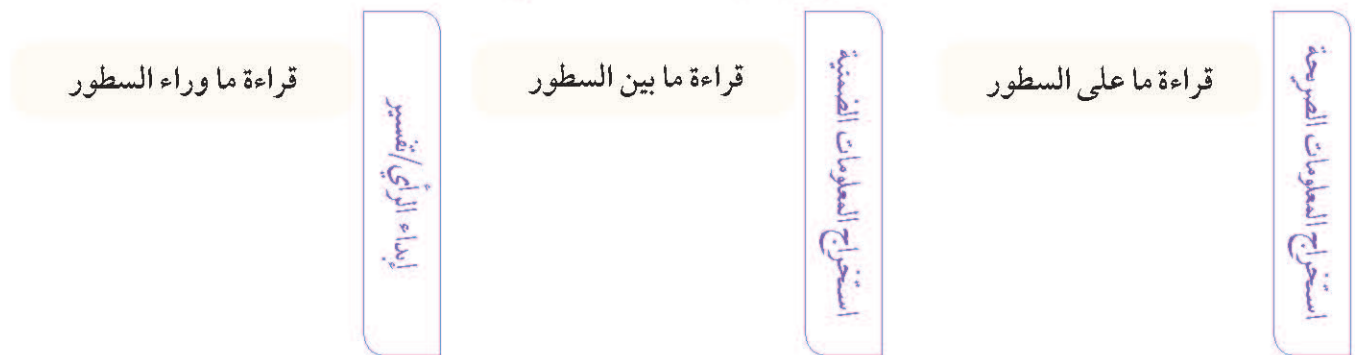 استخراج المعلومات الصريحة
قراءة ما على السطور
استخراج المعلومات الضمنية
قراءة ما بين السطور
إبداء الرأي/تفسير
قراءة ما وراء السطور